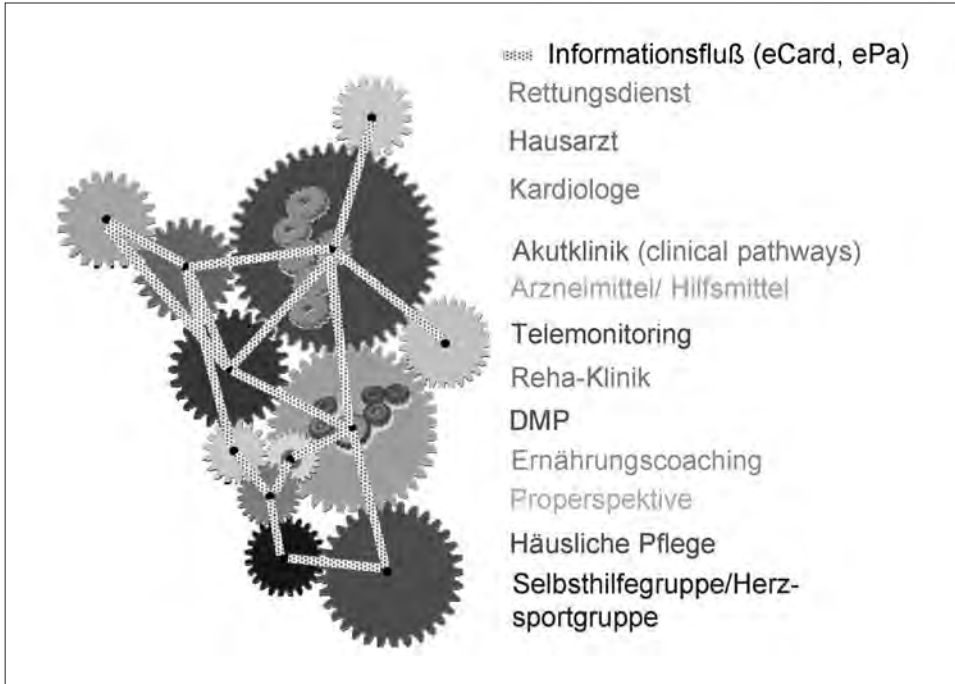 Informationsfluß (eCard, ePa)
Rettungsdienst
Hausarzt
Kardiologe
Akutklinik (clinical pathways)
Arzneimittel/ Hilfsmittel
Telemonitoring
Reha-Klinik
DMP
Ernährungscoaching
Properspektive
Häusliche Pflege
Selbsthilfegruppe/Herz-
sportgruppe